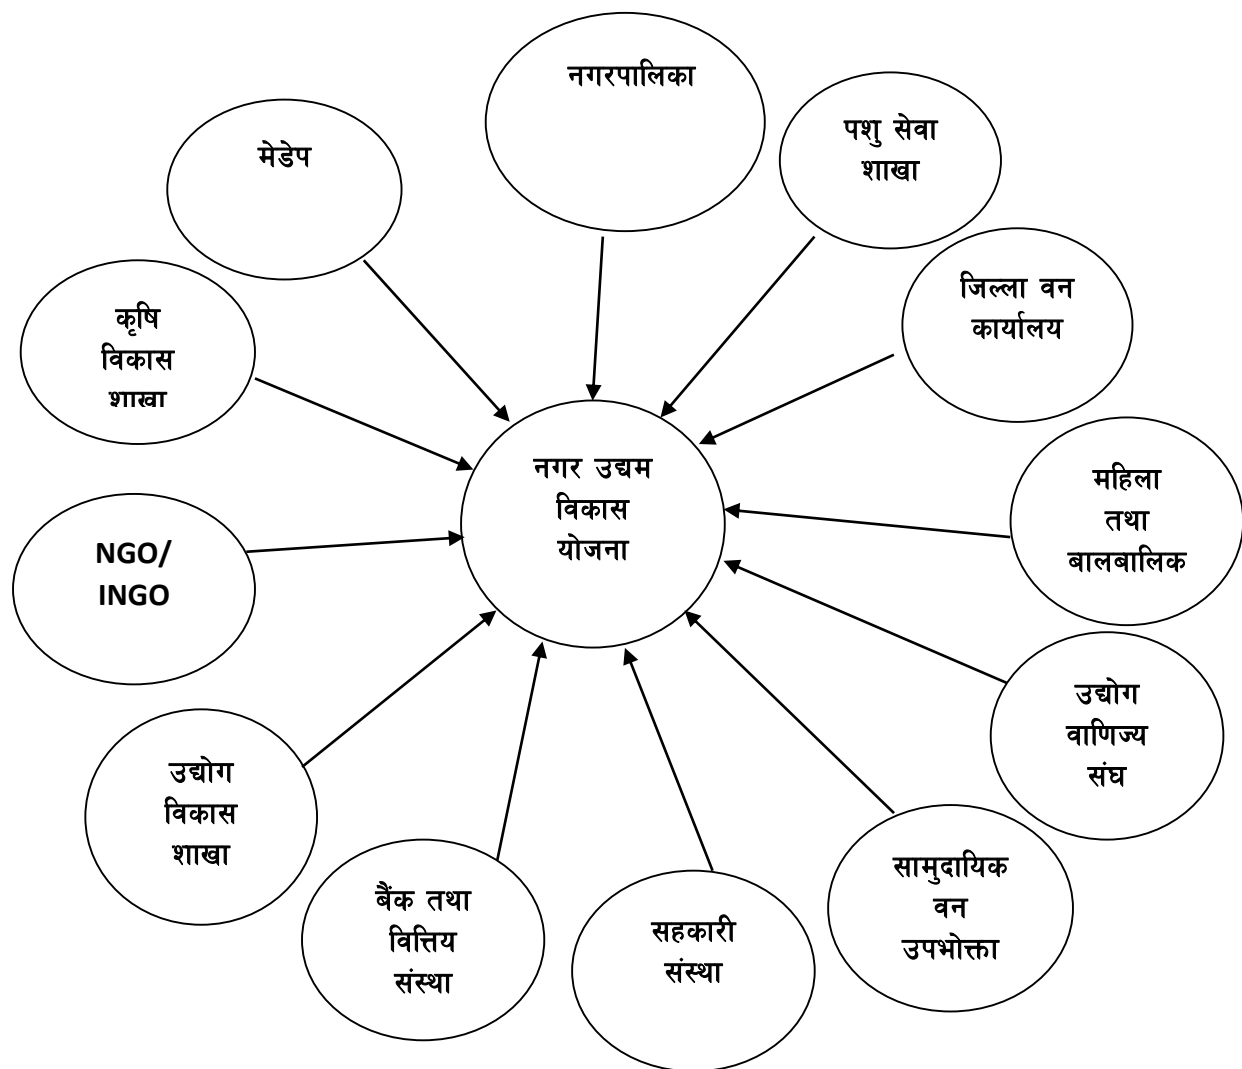 नगरपालिका
पशु सेवा
शाखा
मेडेप
जिल्ला वन
कार्यालय
कृषि
विकास
शाखा
नगर उद्यम
विकास
योजना
महिला
तथा
बालबालिक
NGO/
INGO
उद्योग
वाणिज्य
संघ
उद्योग
विकास
शाखा
सामुदायिक
वन
उपभोक्ता
बैंक तथा
वित्तिय
संस्था
सहकारी
संस्था